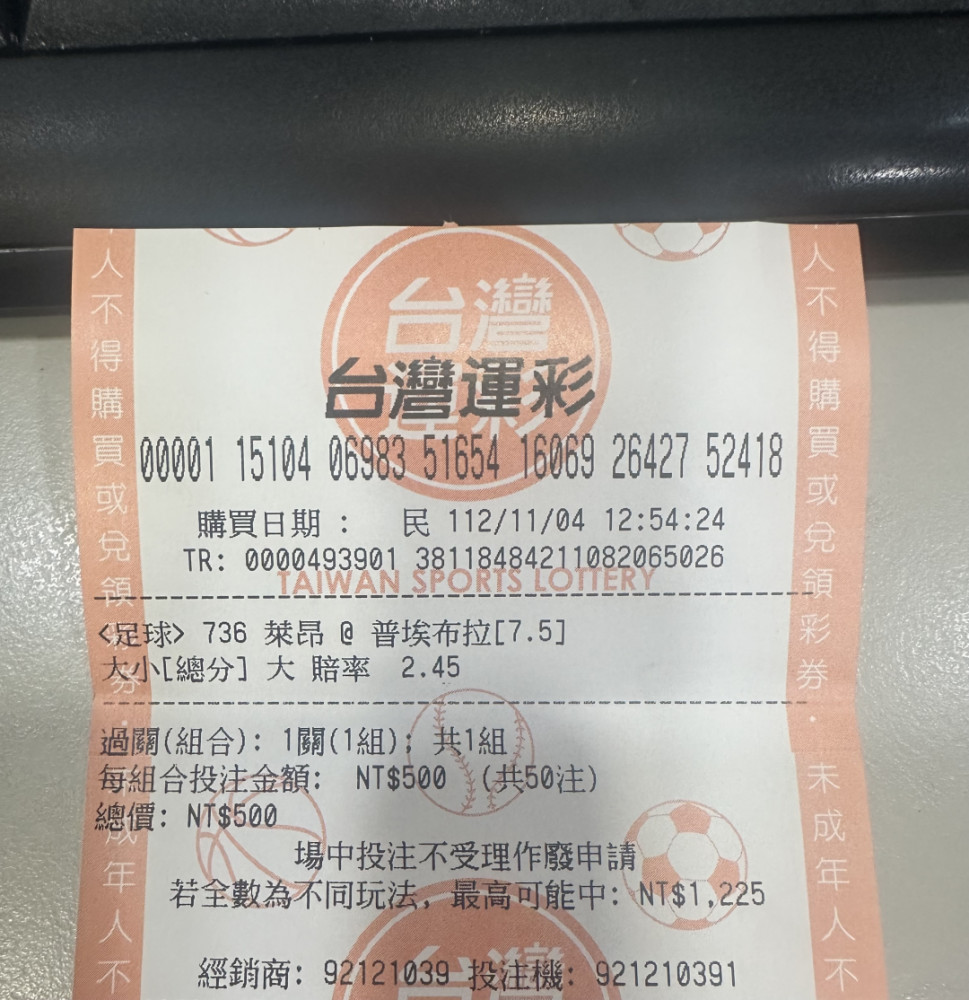 台灣
運彩
台灣運彩
00001 15104 06983 51654 16069 26427 52418
購買日期： 民 112/11/04 12:54:24
TR: 0000493901 38118484211082065026
TAIWAN SPORTS LOTTERY
<足球> 736 萊昂 @ 普埃布拉[7.5]
大小[總分] 大 賠率 2.45
過關(組合): 1關(1組); 共1組
每組合投注金額: NT$500 (共50注)
總價: NT$500
場中投注不受理作廢申請
若全數為不同玩法, 最高可能中: NT$1,225
經銷商: 92121039 投注機: 921210391
台灣
人不得購買或兌領彩券．未成年人不
人不得購買或兌領彩券．未成年人不